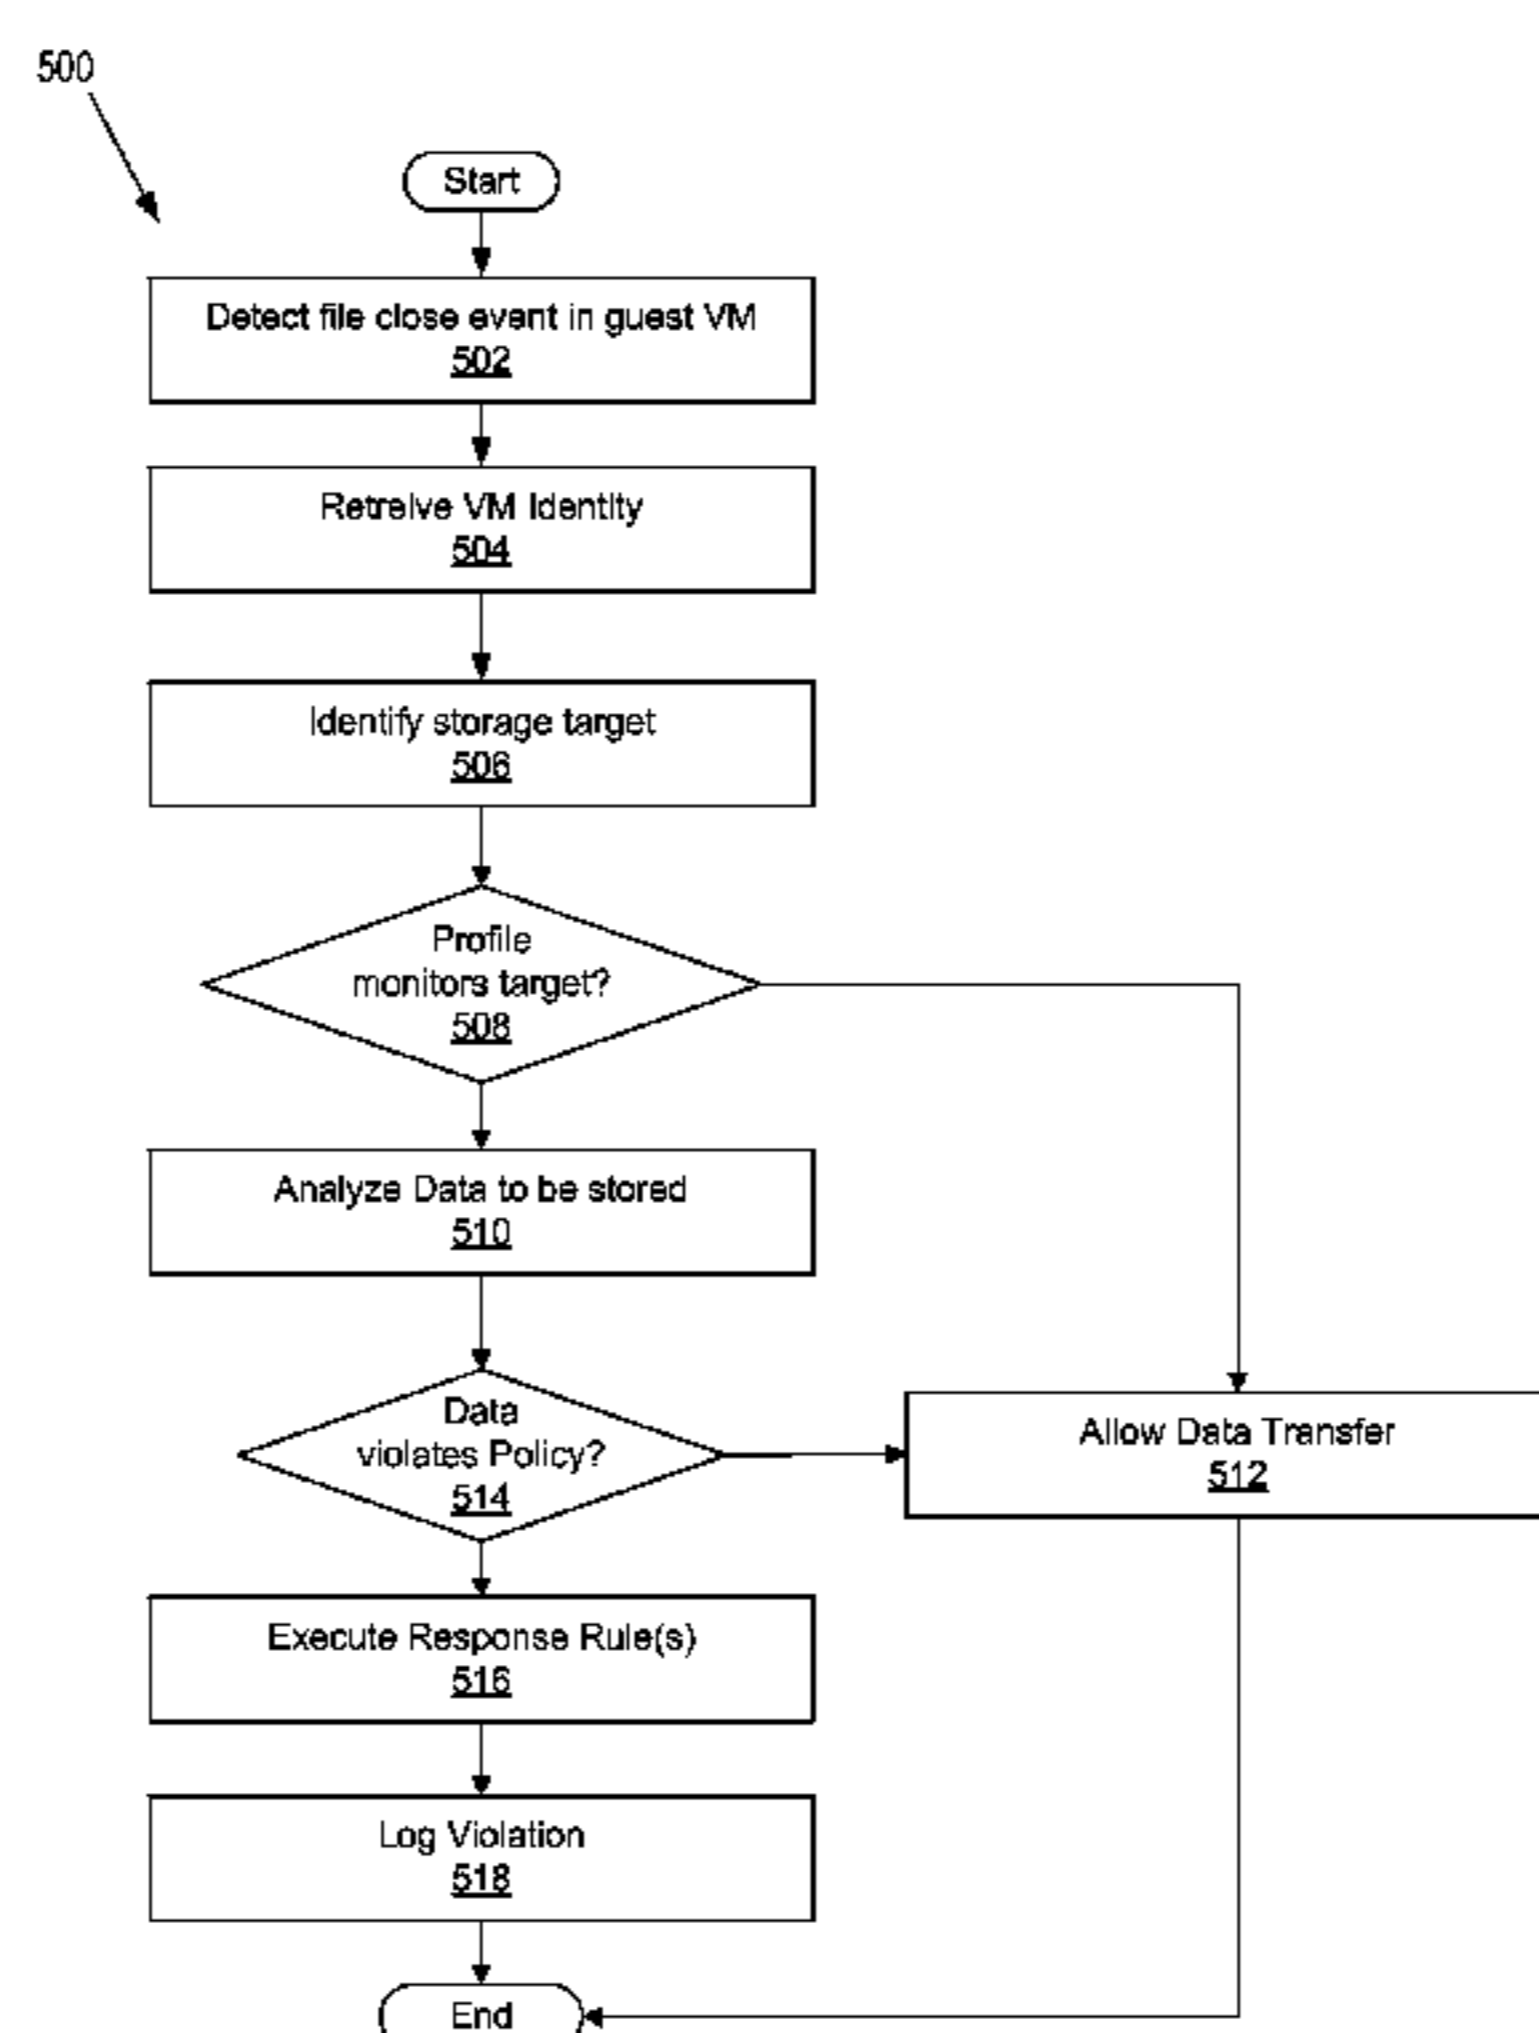 500
Start
Detect file close event in guest VM
502
Retreive VM Identity
504
Identify storage target
506
Profile
monitors target?
508
Analyze Data to be stored
510
Data
violates Policy?
514
Allow Data Transfer
512
Execute Response Rule(s)
516
Log Violation
518
End